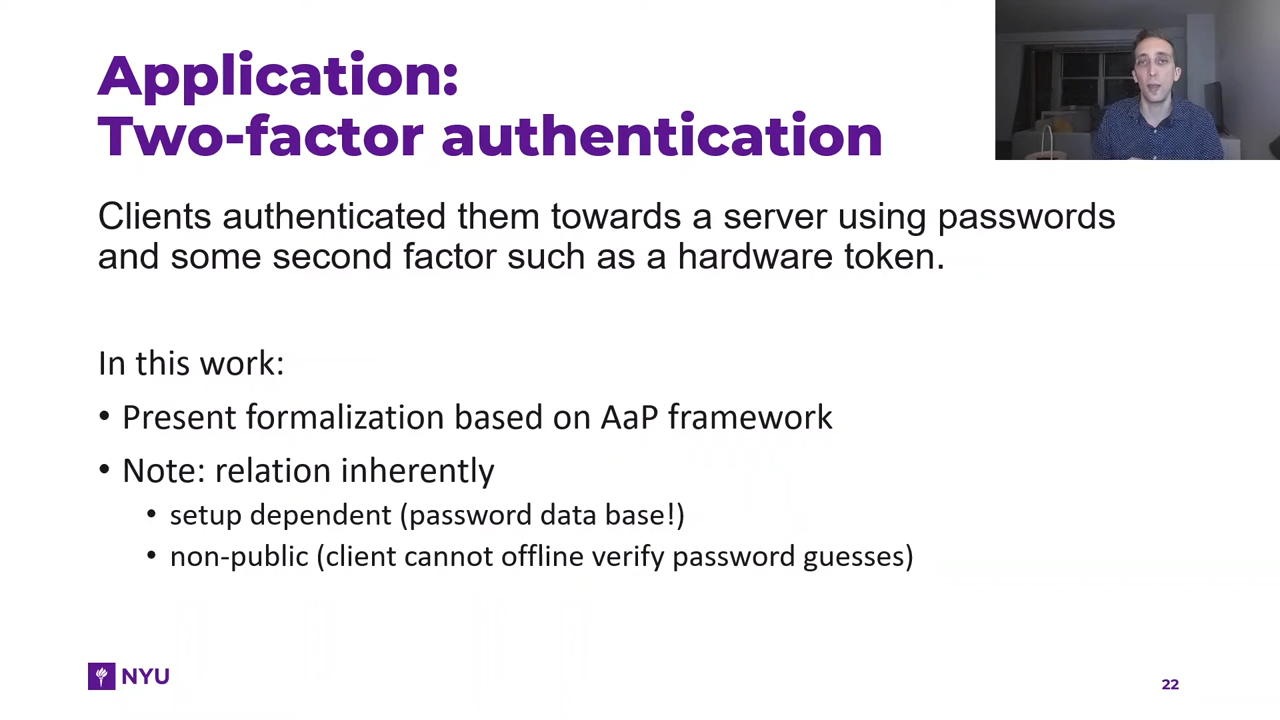 Application:
Two-factor authentication
Clients authenticated them towards a server using passwords
and some second factor such as a hardware token.
In this work:
• Present formalization based on AaP framework
• Note: relation inherently
• setup dependent (password data base!)
• non-public (client cannot offline verify password guesses)
NYU
22